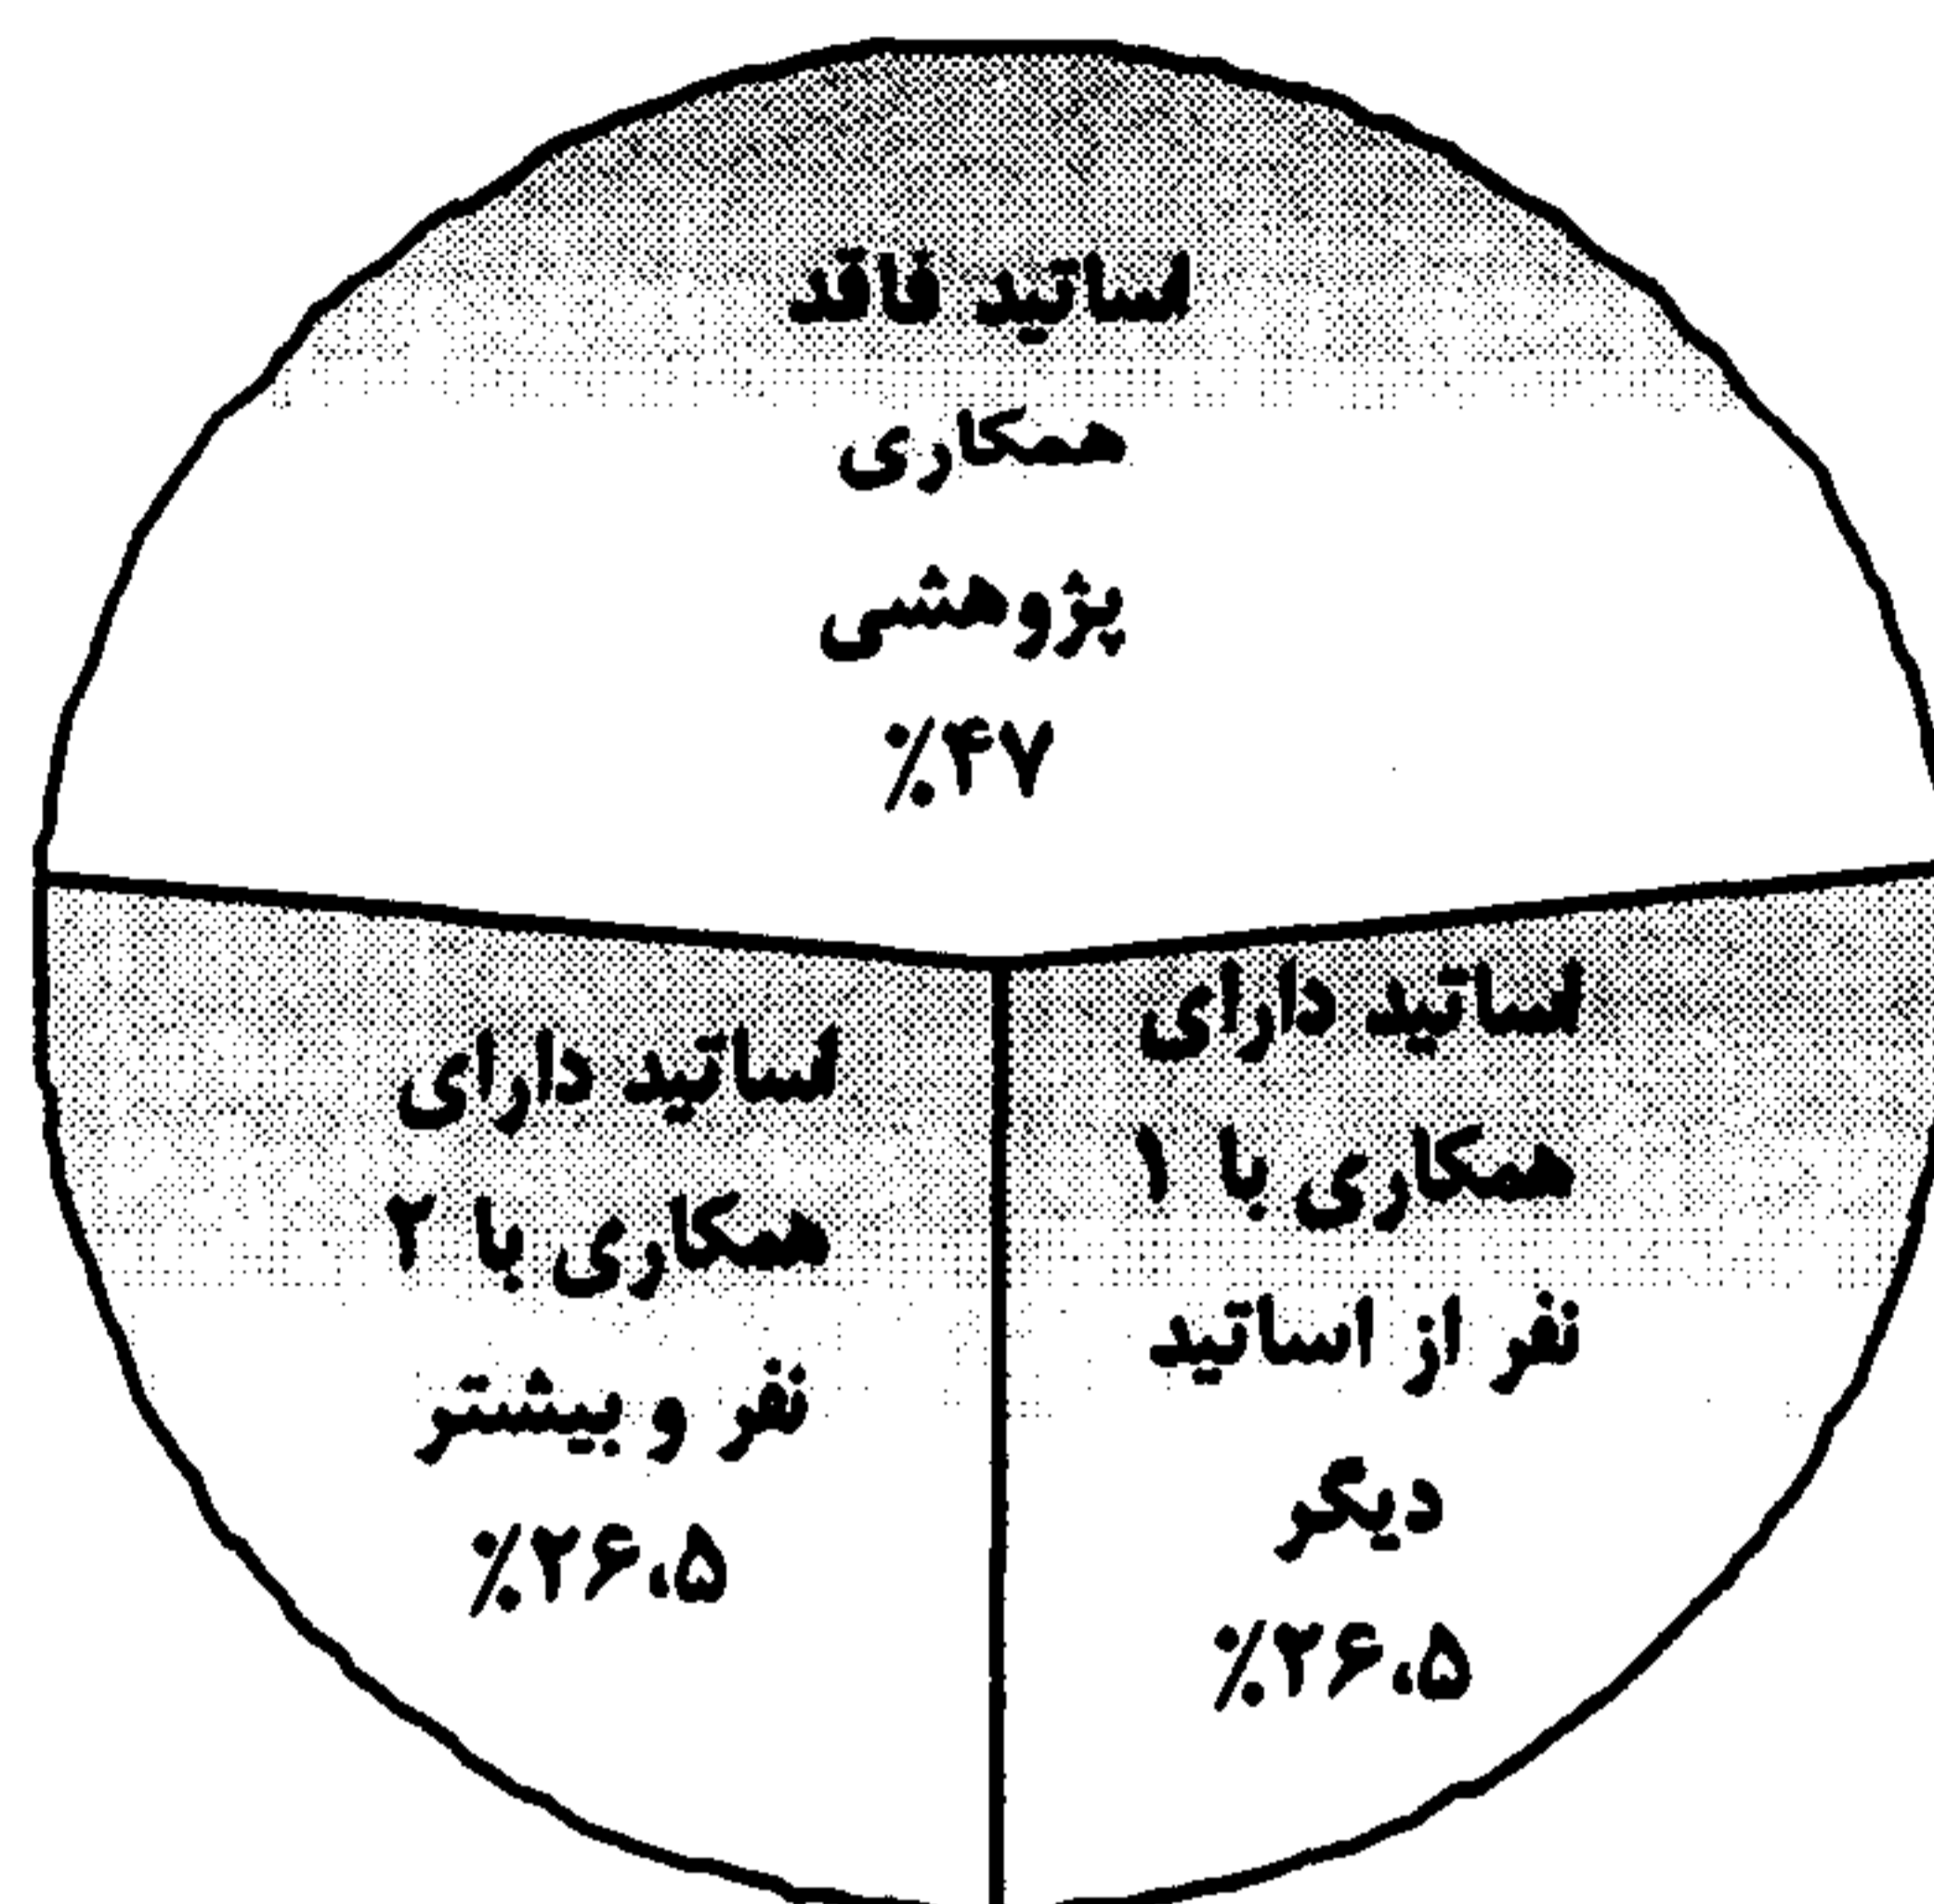 اساتید فاقد
همکاری
پژوهشی
٪۴۷
اساتید دارای
همکاری با ۱
نفر از اساتید
دیگر
٪۲۶،۵
اساتید دارای
همکاری با ۲
نفر و بیشتر
٪۲۶،۵